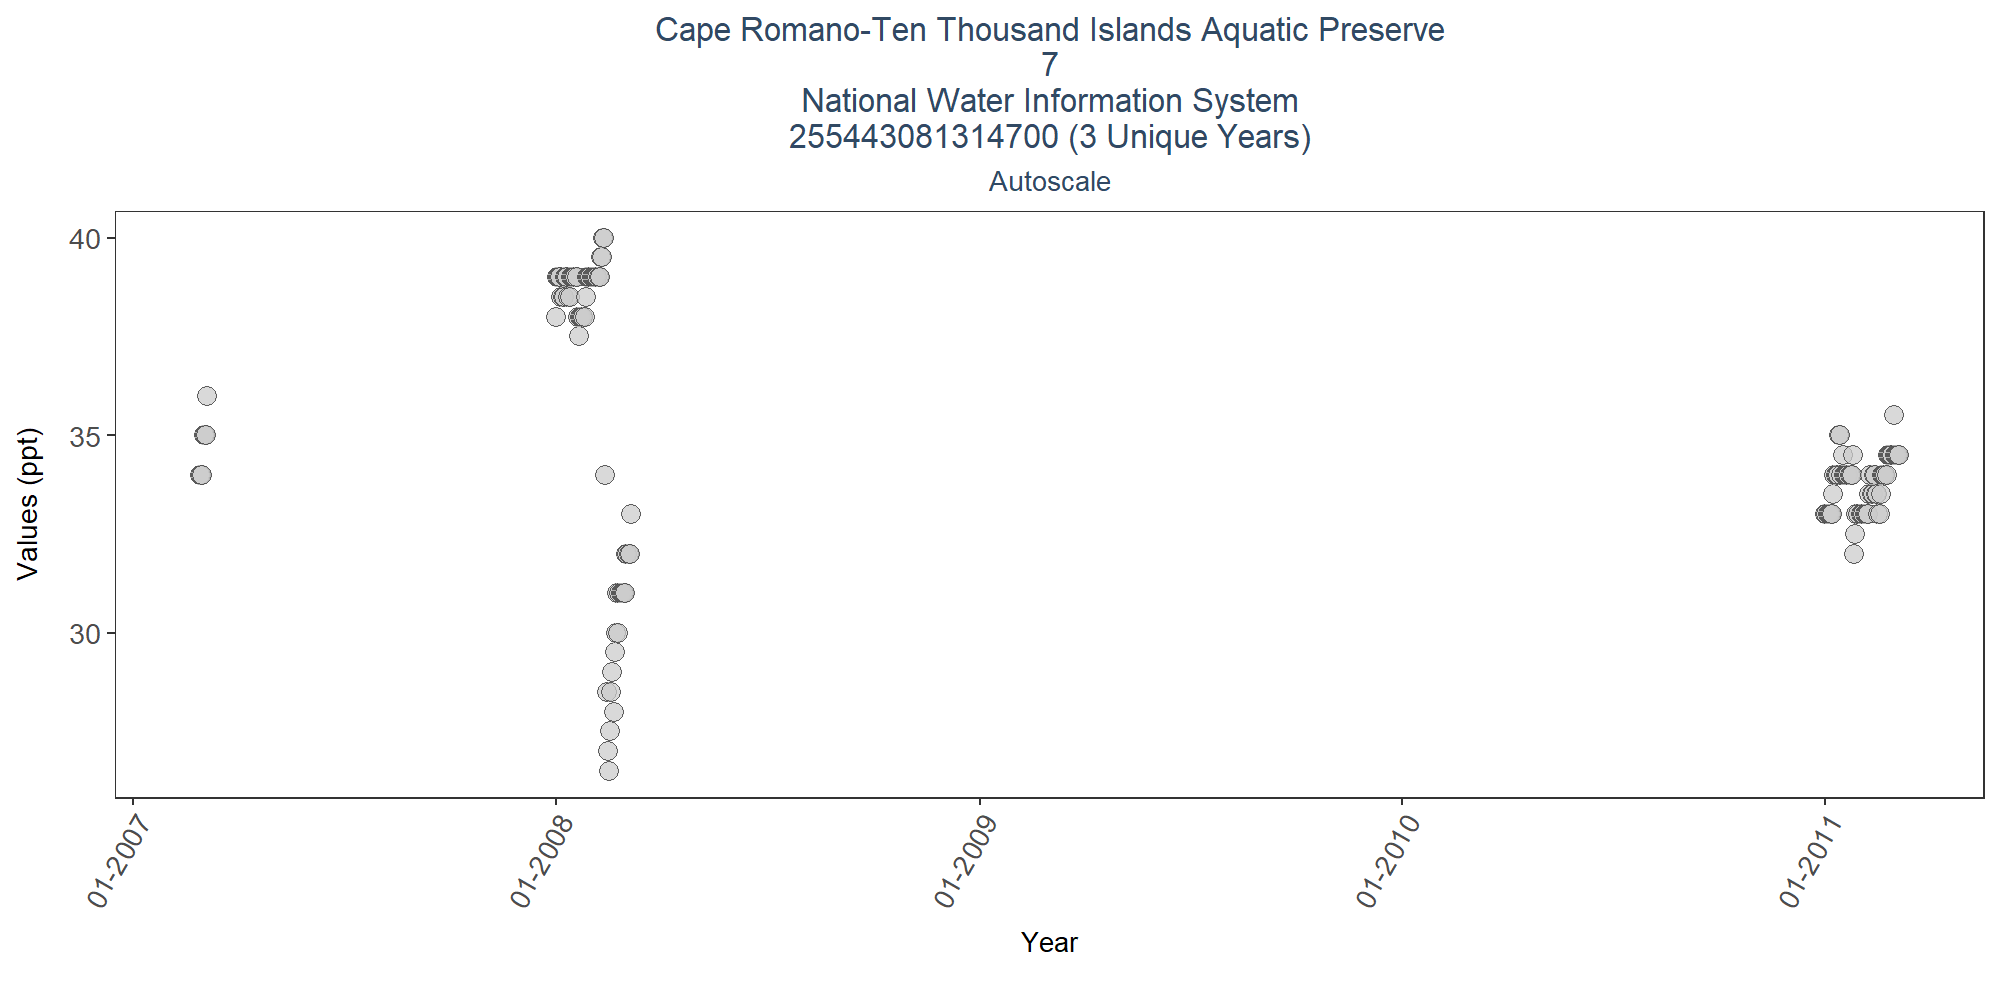 Cape Romano-Ten Thousand Islands Aquatic Preserve
7
National Water Information System
255443081314700 (3 Unique Years)
Autoscale
Values (ppt)
40
35
30
01-2007
01-2008
01-2009
01-2010
01-2011
Year